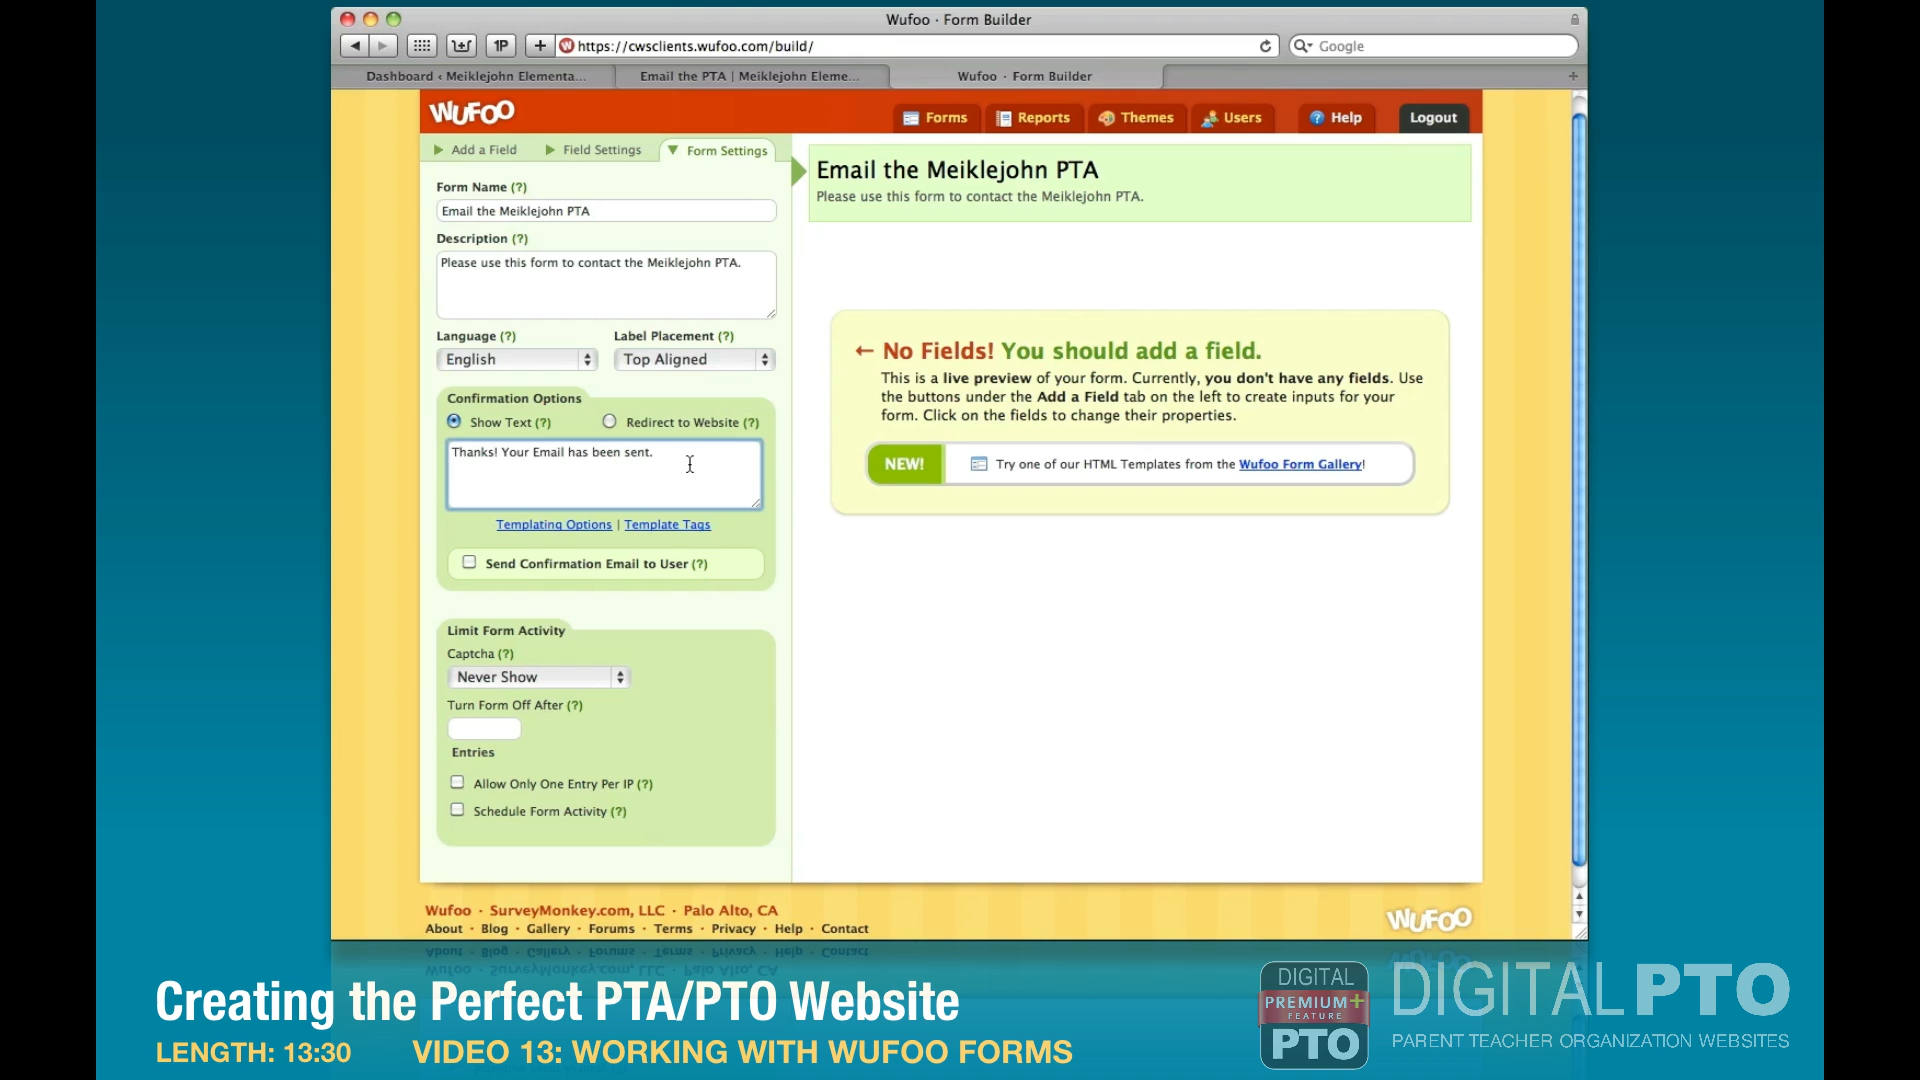 Wufoo · Form Builder
https://cwsclients.wufoo.com/build/
Google
1P
Dashboard ‹ Meiklejohn Elementa...
Email the PTA | Meiklejohn Eleme...
Wufoo · Form Builder
WUFOO
Forms
Reports
Themes
Users
Help
Logout
Add a Field
Field Settings
Form Settings
Form Name (?)
Email the Meiklejohn PTA
Description (?)
Please use this form to contact the Meiklejohn PTA.
Language (?)
Label Placement (?)
English
Top Aligned
Confirmation Options
Show Text (?)
Redirect to Website (?)
Thanks! Your Email has been sent.
Templating Options | Template Tags
Send Confirmation Email to User (?)
Limit Form Activity
Captcha (?)
Never Show
Turn Form Off After (?)
Entries
Allow Only One Entry Per IP (?)
Schedule Form Activity (?)
Email the Meiklejohn PTA
Please use this form to contact the Meiklejohn PTA.
← No Fields! You should add a field.
This is a live preview of your form. Currently, you don't have any fields. Use
the buttons under the Add a Field tab on the left to create inputs for your
form. Click on the fields to change their properties.
NEW!
Try one of our HTML Templates from the Wufoo Form Gallery!
Wufoo · SurveyMonkey.com, LLC · Palo Alto, CA
About · Blog · Gallery · Forums · Terms · Privacy · Help · Contact
WUFOO
Creating the Perfect PTA/PTO Website
LENGTH: 13:30
VIDEO 13: WORKING WITH WUFOO FORMS
DIGITAL
PREMIUM+
FEATURE
PTO
DIGITALPTO
PARENT TEACHER ORGANIZATION WEBSITES